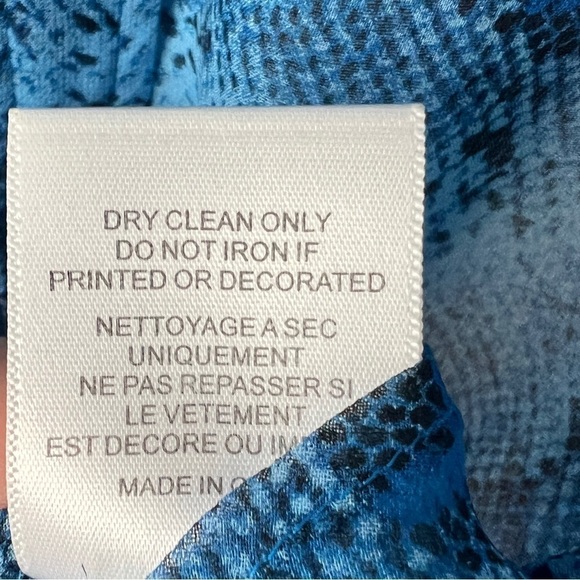 DRY CLEAN ONLY
DO NOT IRON IF
PRINTED OR DECORATED
NETTOYAGE A SEC
UNIQUEMENT
NE PAS REPASSER SI
LE VETEMENT
EST DECORE OU
MADE IN